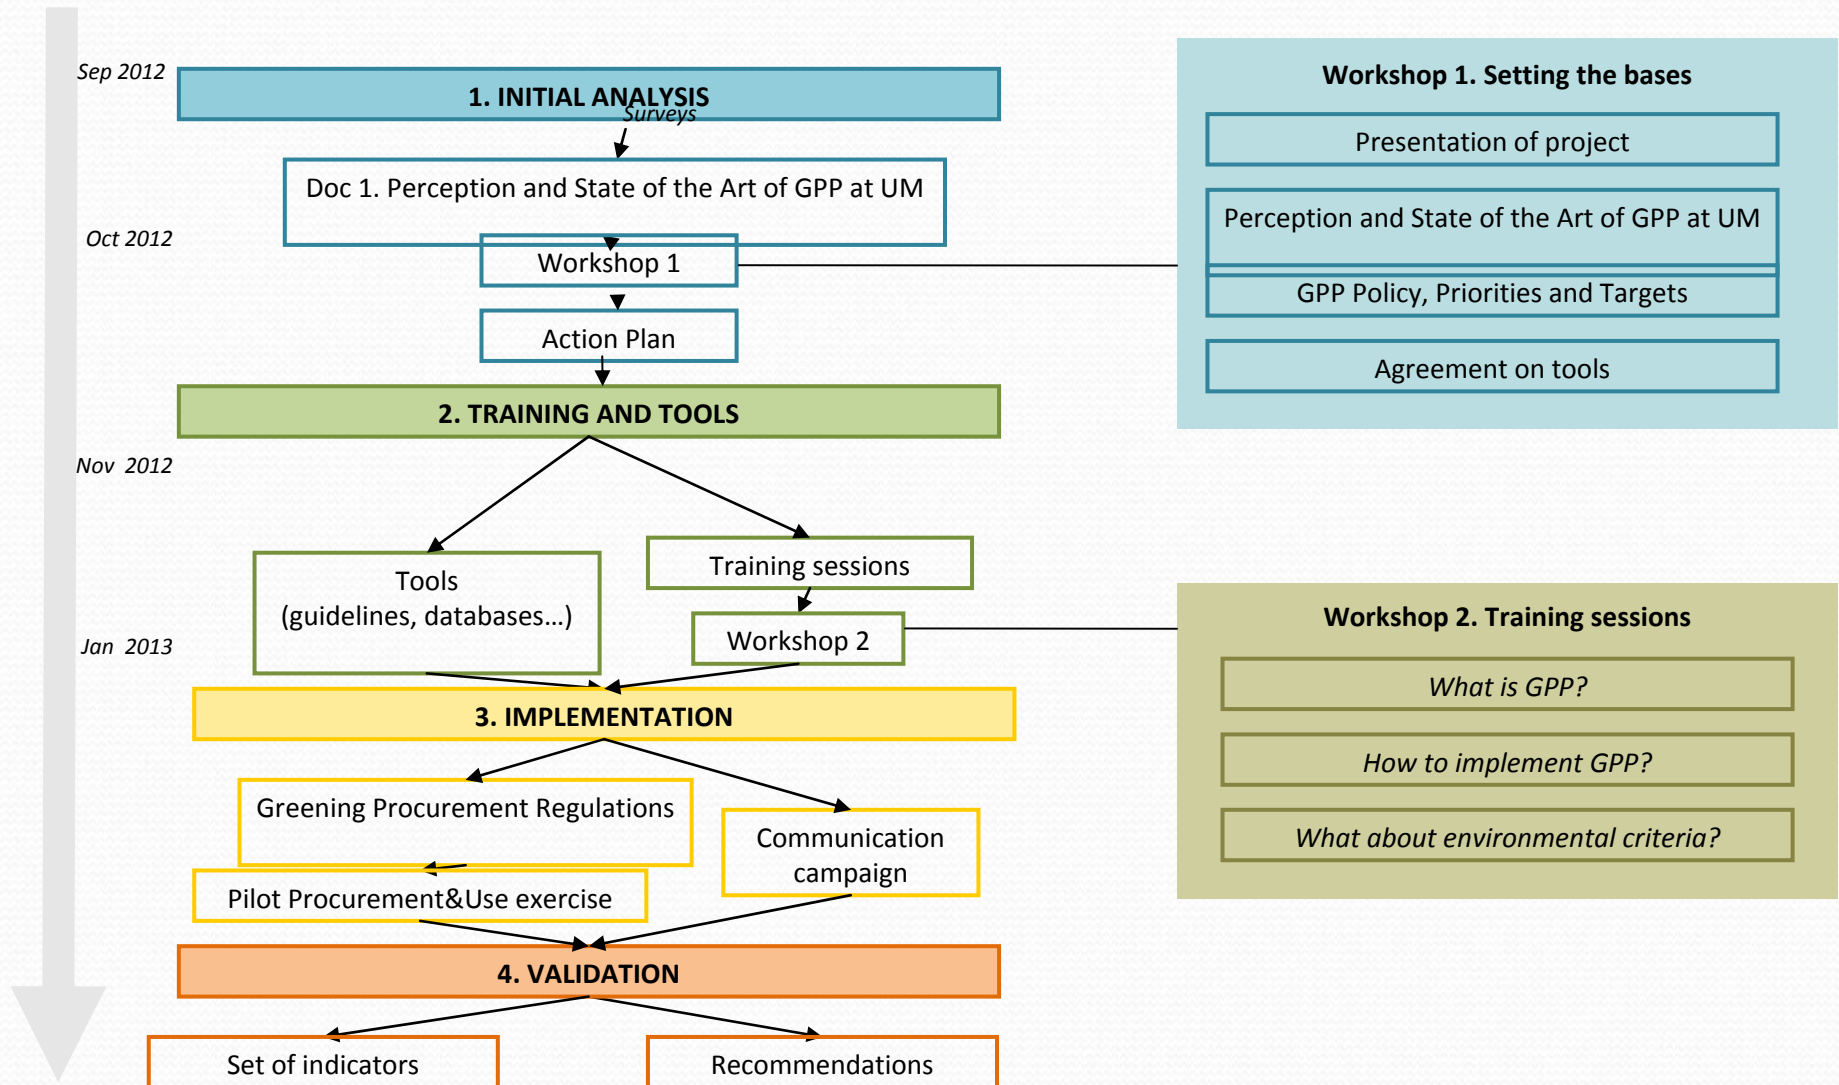 Sep 2012
1. INITIAL ANALYSIS
Surveys
Doc 1. Perception and State of the Art of GPP at UM
Oct 2012
Workshop 1
Action Plan
2. TRAINING AND TOOLS
Nov  2012
Tools
(guidelines, databases…)
Training sessions
Workshop 2
Jan  2013
3. IMPLEMENTATION
Greening Procurement Regulations
Communication
campaign
Pilot Procurement&Use exercise
4. VALIDATION
Set of indicators
Recommendations
Workshop 1. Setting the bases
Presentation of project
Perception and State of the Art of GPP at UM
GPP Policy, Priorities and Targets
Agreement on tools
Workshop 2. Training sessions
What is GPP?
How to implement GPP?
What about environmental criteria?